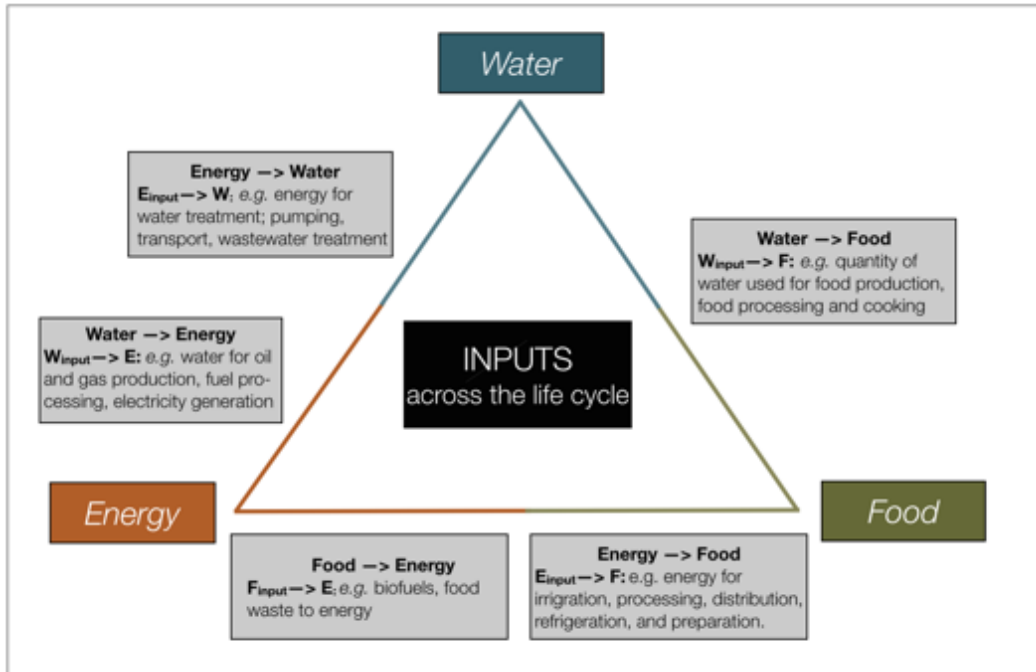 Water
Energy —> Water
Einput—> W: e.g. energy for
water treatment; pumping,
transport, wastewater treatment
Water —> Food
Winput—> F: e.g. quantity of
water used for food production,
food processing and cooking
Water —> Energy
Winput—> E: e.g. water for oil
and gas production, fuel pro-
cessing, electricity generation
INPUTS
across the life cycle
Energy
Food
Food —> Energy
Finput—> E: e.g. biofuels, food
waste to energy
Energy —> Food
Einput—> F: e.g. energy for
irrigration, processing, distribution,
refrigeration, and preparation.